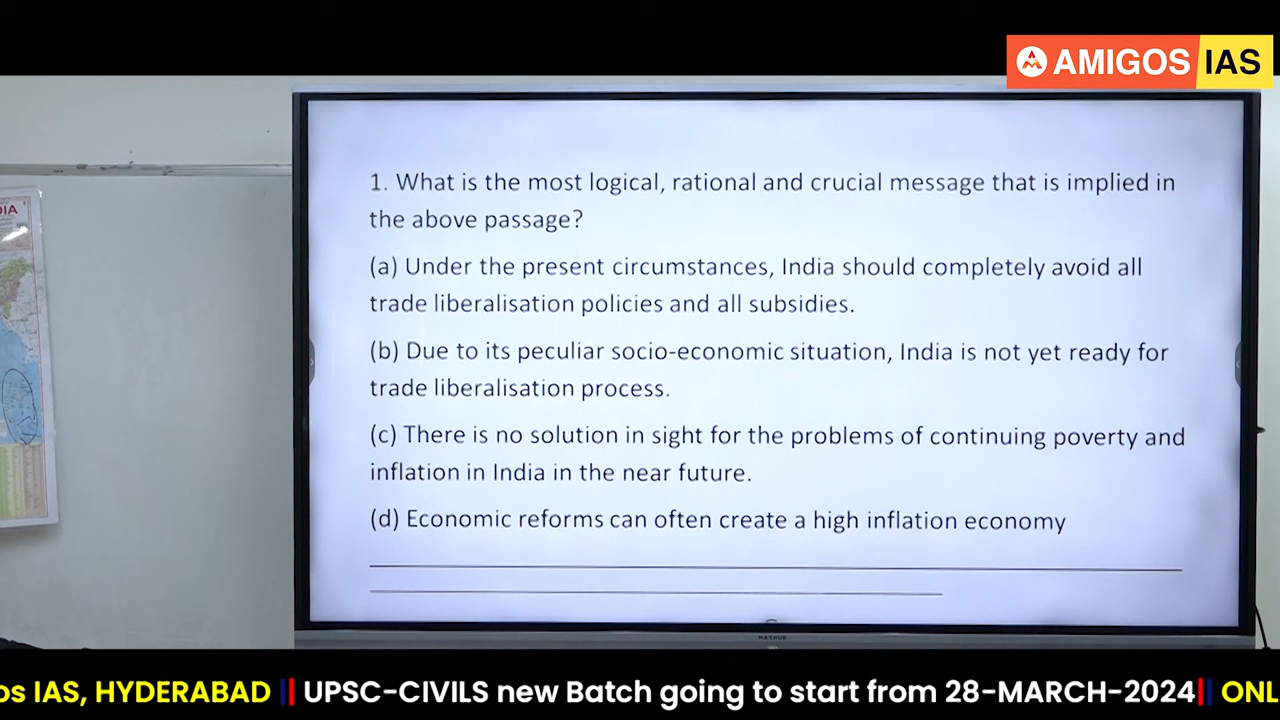 AMIGOS IAS
DIA
1. What is the most logical, rational and crucial message that is implied in
the above passage?
(a) Under the present circumstances, India should completely avoid all
trade liberalisation policies and all subsidies.
(b) Due to its peculiar socio-economic situation, India is not yet ready for
trade liberalisation process.
(c) There is no solution in sight for the problems of continuing poverty and
inflation in India in the near future.
(d) Economic reforms can often create a high inflation economy
MAXHUB
os IAS, HYDERABAD || UPSC-CIVILS new Batch going to start from 28-MARCH-2024|| ONL